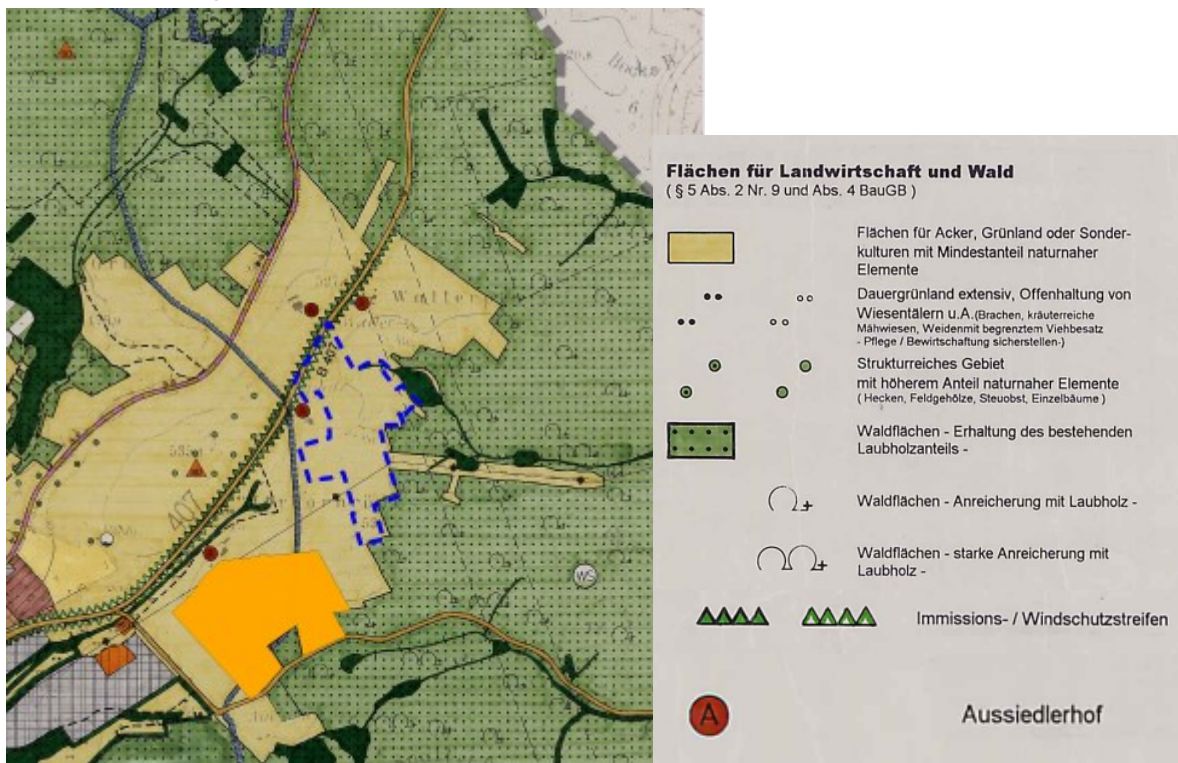 Bocks B.
B 407
A07
WS
Flächen für Landwirtschaft und Wald
( § 5 Abs. 2 Nr. 9 und Abs. 4 BauGB )
Flächen für Acker, Grünland oder Sonder-
kulturen mit Mindestanteil naturnaher
Elemente
Dauergrünland extensiv, Offenhaltung von
Wiesentälern u.A.(Brachen, kräuterreiche
Mähwiesen, Weidenmit begrenztem Viehbesatz
- Pflege / Bewirtschaftung sicherstellen-)
Strukturreiches Gebiet
mit höherem Anteil naturnaher Elemente
( Hecken, Feldgehölze, Steuobst, Einzelbäume )
Waldflächen - Erhaltung des bestehenden
Laubholzanteils -
Waldflächen - Anreicherung mit Laubholz -
Waldflächen - starke Anreicherung mit
Laubholz -
Immissions- / Windschutzstreifen
A
Aussiedlerhof